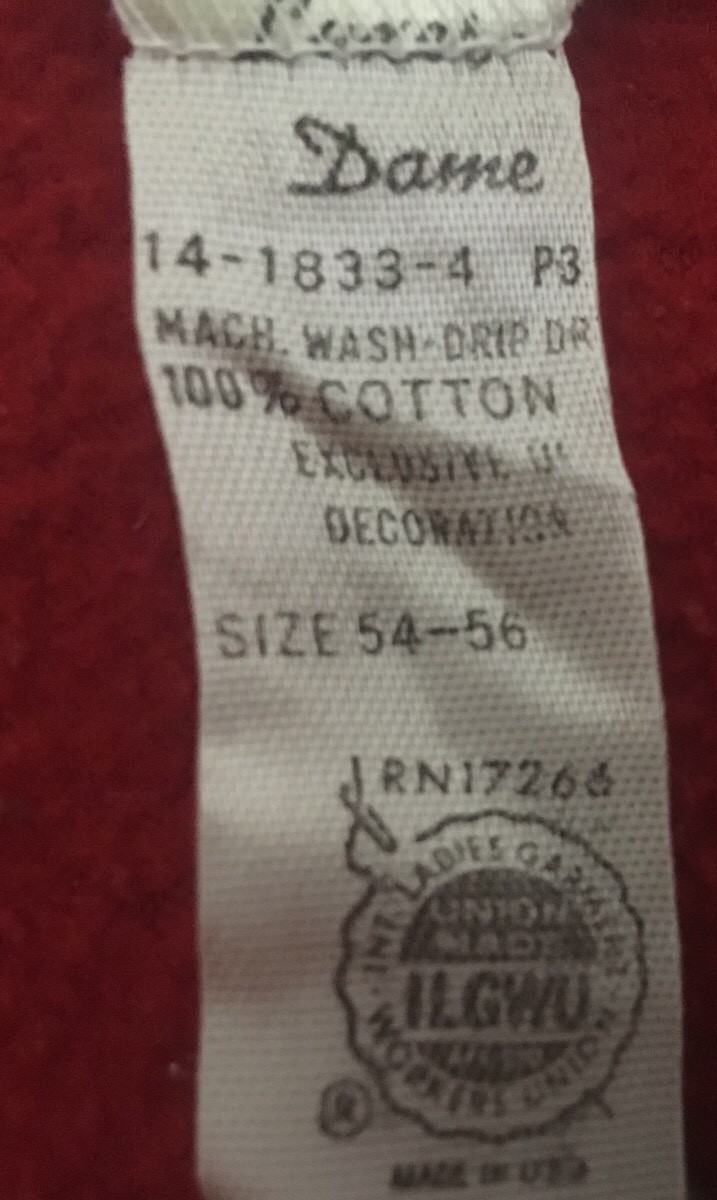 Dame
14-1833-4 P3
MACH. WASH-DRIP DR
100% COTTON
EXCLUSIVE O
DECORATION
SIZE 54-56
RN17266
INT. LADIES GARMENT WORKERS UNION
UNION
MADE
ILGWU
®
MADE IN USA